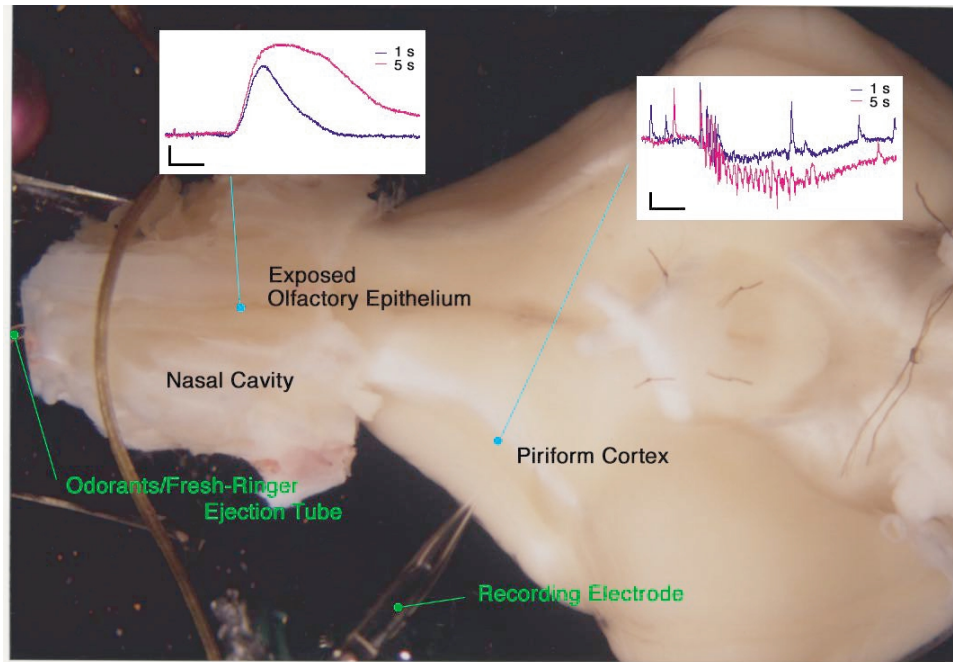 1 s
5 s
1 s
5 s
Exposed
Olfactory Epithelium
Nasal Cavity
Piriform Cortex
Odorants/Fresh-Ringer
Ejection Tube
Recording Electrode